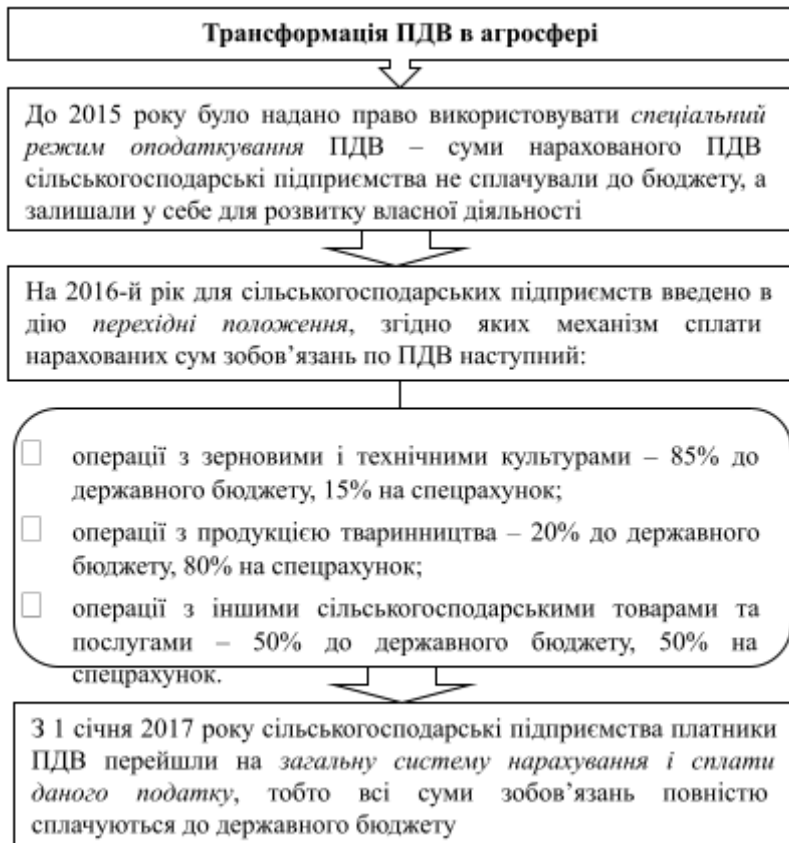 Трансформація ПДВ в агросфері
До 2015 року було надано право використовувати спеціальний
режим оподаткування ПДВ – суми нарахованого ПДВ
сільськогосподарські підприємства не сплачували до бюджету, а
залишали у себе для розвитку власної діяльності
На 2016-й рік для сільськогосподарських підприємств введено в
дію перехідні положення, згідно яких механізм сплати
нарахованих сум зобов’язань по ПДВ наступний:
операції з зерновими і технічними культурами – 85% до
державного бюджету, 15% на спецрахунок;
операції з продукцією тваринництва – 20% до державного
бюджету, 80% на спецрахунок;
операції з іншими сільськогосподарськими товарами та
послугами – 50% до державного бюджету, 50% на
спецрахунок.
З 1 січня 2017 року сільськогосподарські підприємства платники
ПДВ перейшли на загальну систему нарахування і сплати
даного податку, тобто всі суми зобов’язань повністю
сплачуються до державного бюджету